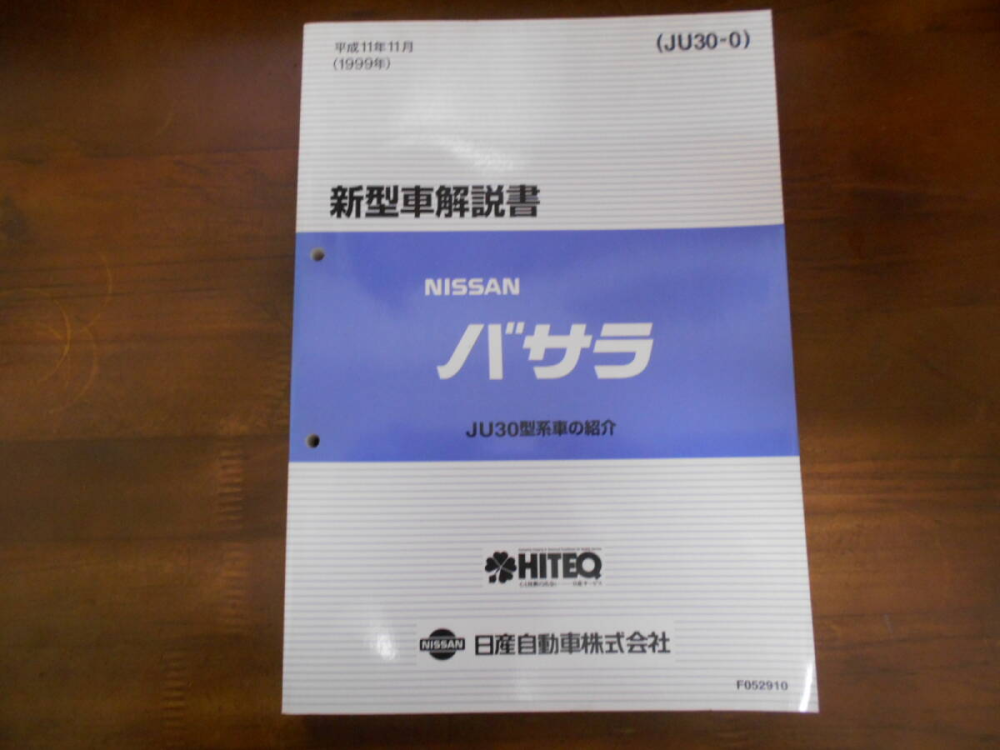 平成11年11月
(1999年)
(JU30-0)
新型車解説書
NISSAN
バサラ
JU30型系車の紹介
HITEQ
NISSAN 日産自動車株式会社
F052910